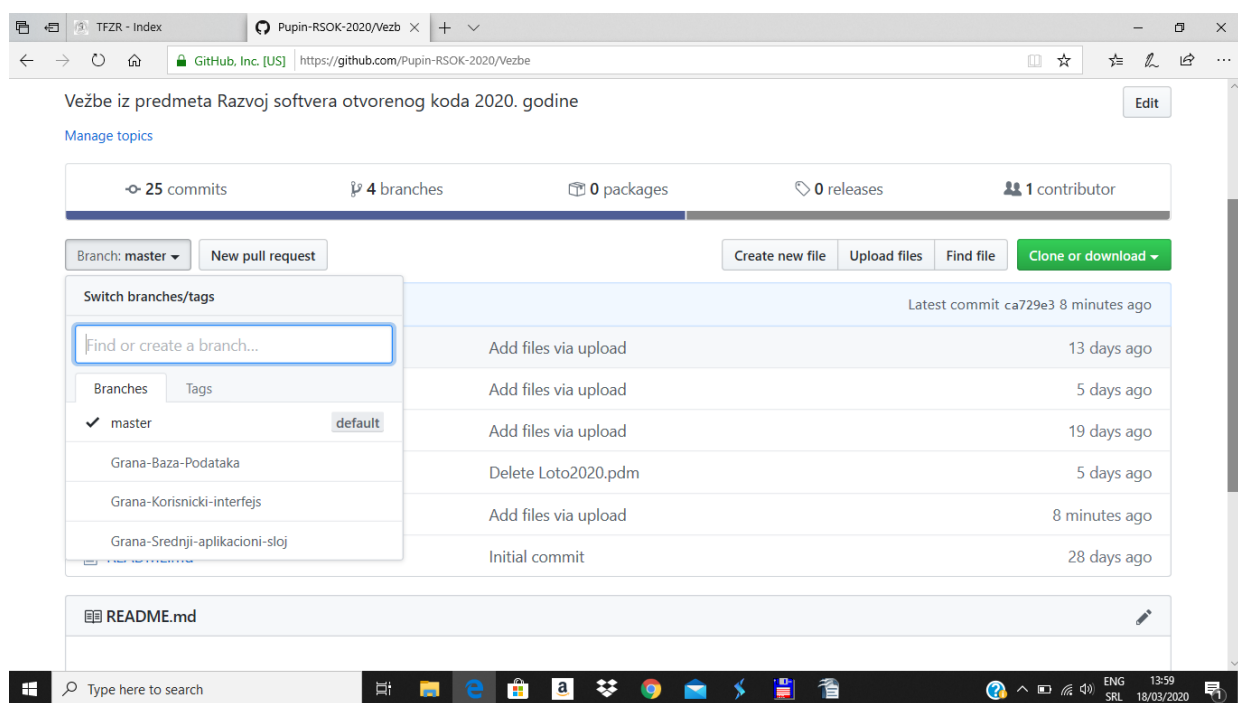 TFZR - Index
Pupin-RSOK-2020/Vezb
GitHub, Inc. [US] https://github.com/Pupin-RSOK-2020/Vezbe
Vežbe iz predmeta Razvoj softvera otvorenog koda 2020. godine
Edit
Manage topics
25 commits 4 branches 0 packages 0 releases 1 contributor
Branch: master New pull request Create new file Upload files Find file Clone or download
Switch branches/tags
Latest commit ca729e3 8 minutes ago
Find or create a branch...
Add files via upload 13 days ago
Branches Tags
Add files via upload 5 days ago
master default
Add files via upload 19 days ago
Grana-Baza-Podataka
Delete Loto2020.pdm 5 days ago
Grana-Korisnicki-interfejs
Add files via upload 8 minutes ago
Grana-Srednji-aplikacioni-sloj
Initial commit 28 days ago
README.md
Type here to search
ENG 13:59
SRL 18/03/2020